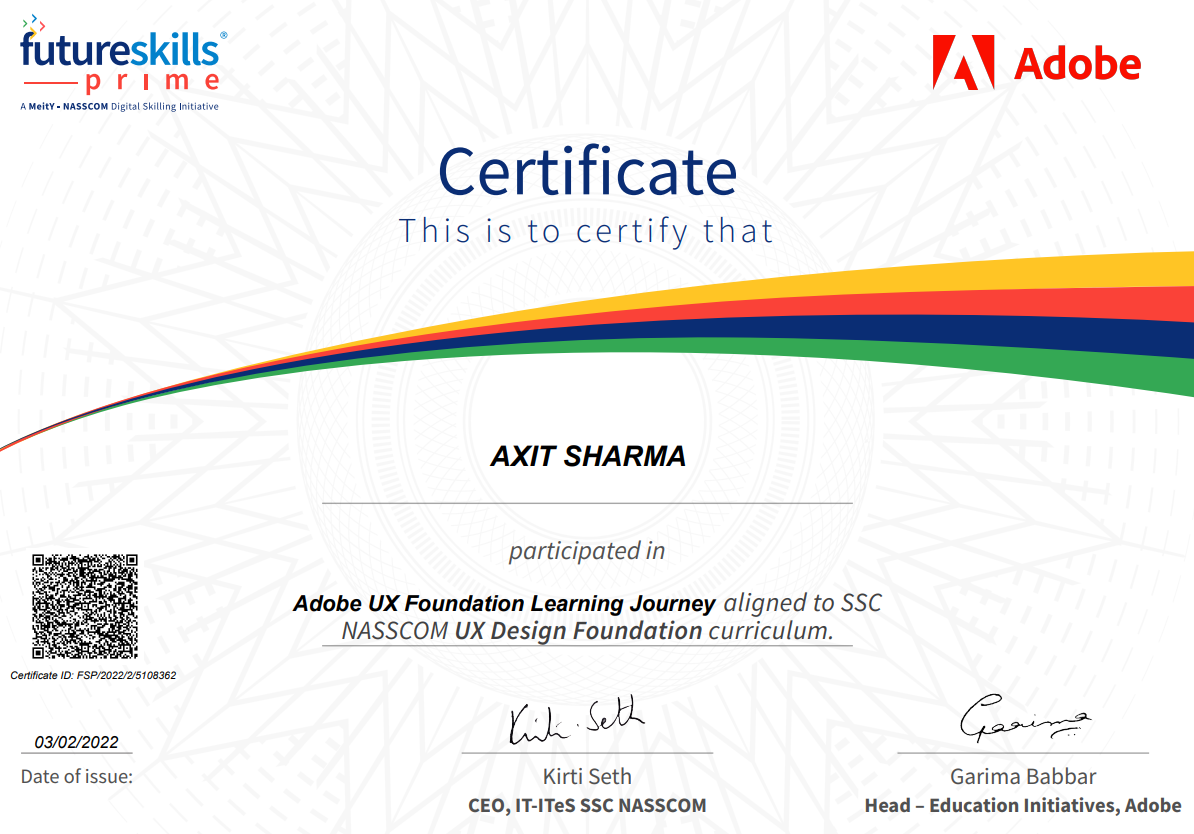 futureskills®
prime
A MeitY - NASSCOM Digital Skilling Initiative
Adobe
Certificate
This is to certify that
AXIT SHARMA
participated in
Adobe UX Foundation Learning Journey aligned to SSC
NASSCOM UX Design Foundation curriculum.
Certificate ID: FSP/2022/2/5108362
03/02/2022
Date of issue:
Kirti Seth
Kirti Seth
CEO, IT-ITeS SSC NASSCOM
Garima
Garima Babbar
Head – Education Initiatives, Adobe